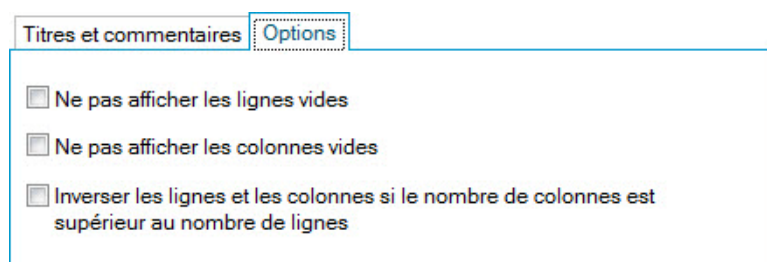 Titres et commentaires Options
Ne pas afficher les lignes vides
Ne pas afficher les colonnes vides
Inverser les lignes et les colonnes si le nombre de colonnes est
supérieur au nombre de lignes